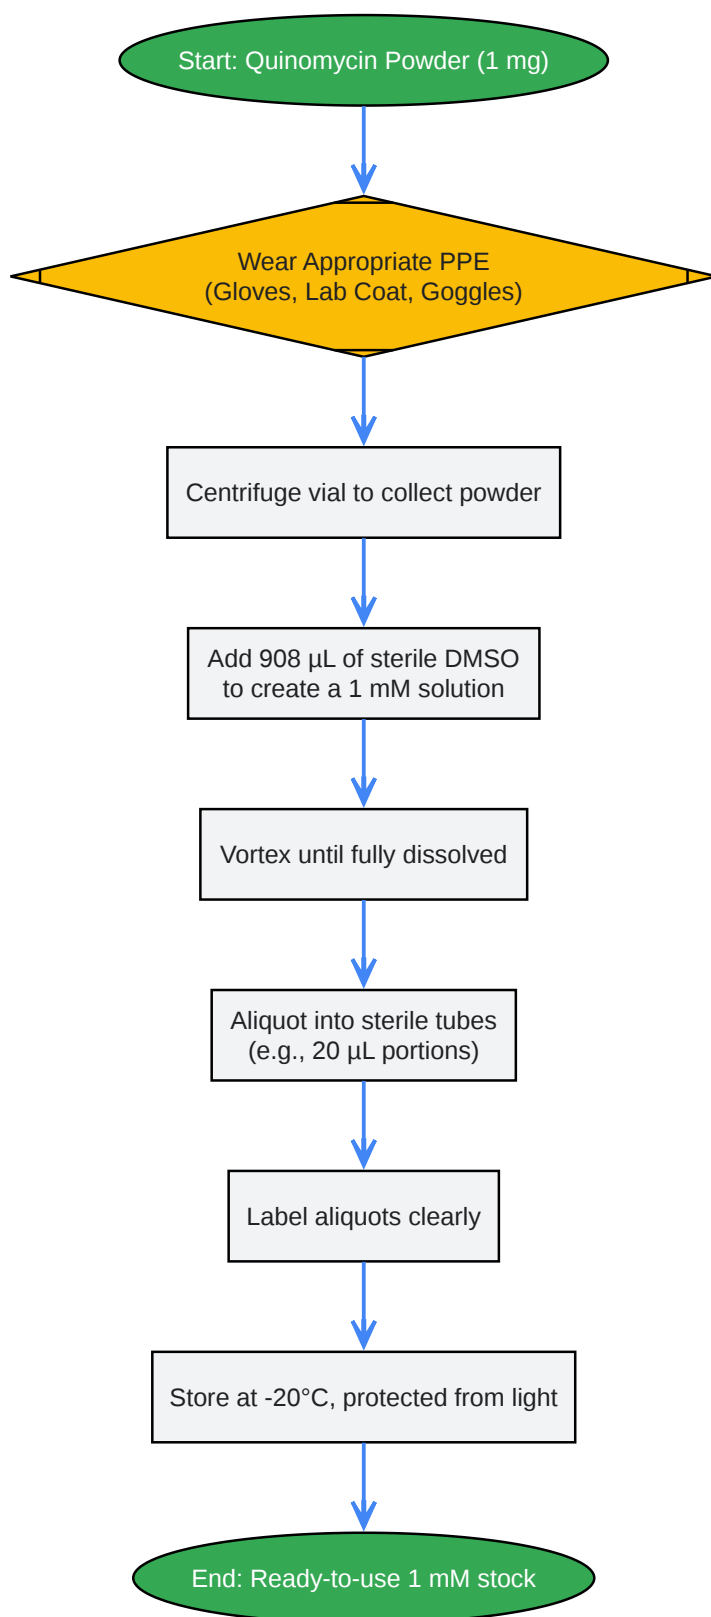 Start: Quinomycin Powder (1 mg)
Wear Appropriate PPE
(Gloves, Lab Coat, Goggles)
Centrifuge vial to collect powder
Add 908 µL of sterile DMSO
to create a 1 mM solution
Vortex until fully dissolved
Aliquot into sterile tubes
(e.g., 20 µL portions)
Label aliquots clearly
Store at -20°C, protected from light
End: Ready-to-use 1 mM stock